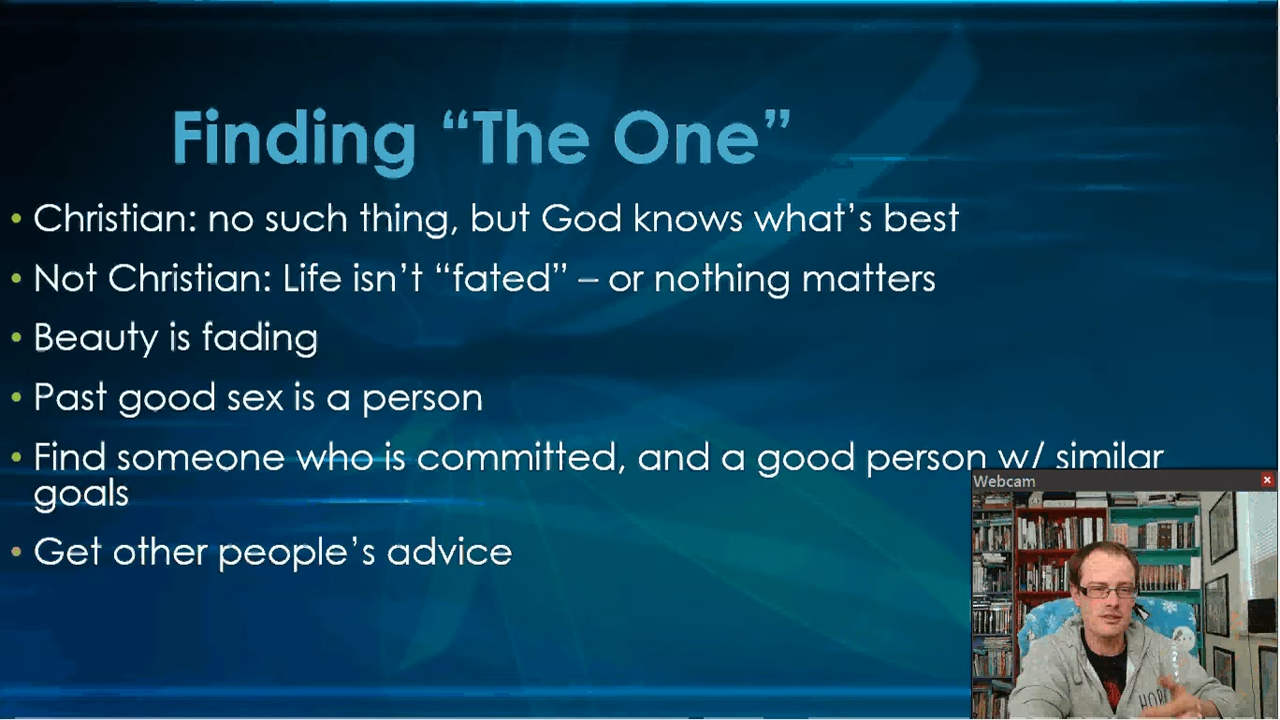 Finding “The One”
• Christian: no such thing, but God knows what’s best
• Not Christian: Life isn’t “fated” – or nothing matters
• Beauty is fading
• Past good sex is a person
• Find someone who is committed, and a good person w/ similar
goals
• Get other people’s advice
Webcam